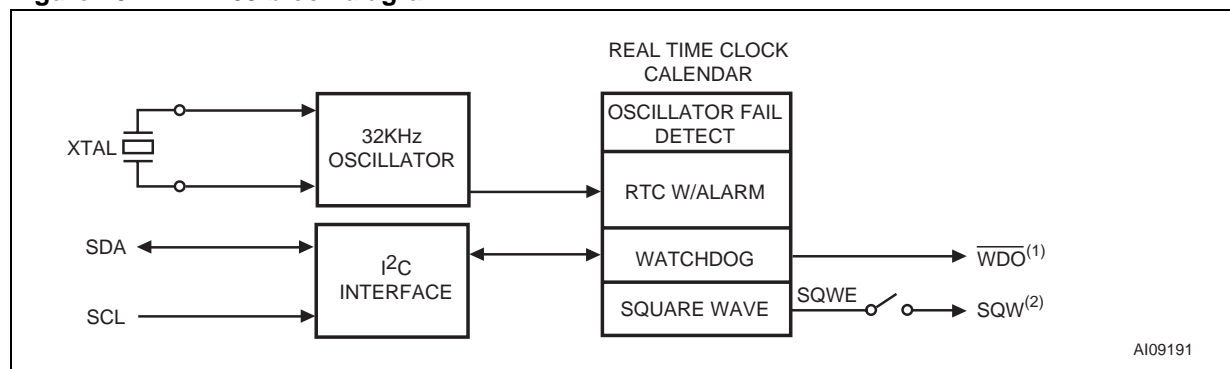 REAL TIME CLOCK
CALENDAR
XTAL
32KHz
OSCILLATOR
OSCILLATOR FAIL
DETECT
RTC W/ALARM
SDA
SCL
I2C
INTERFACE
WATCHDOG
WDO(1)
SQUARE WAVE
SQWE
SQW(2)
AI09191